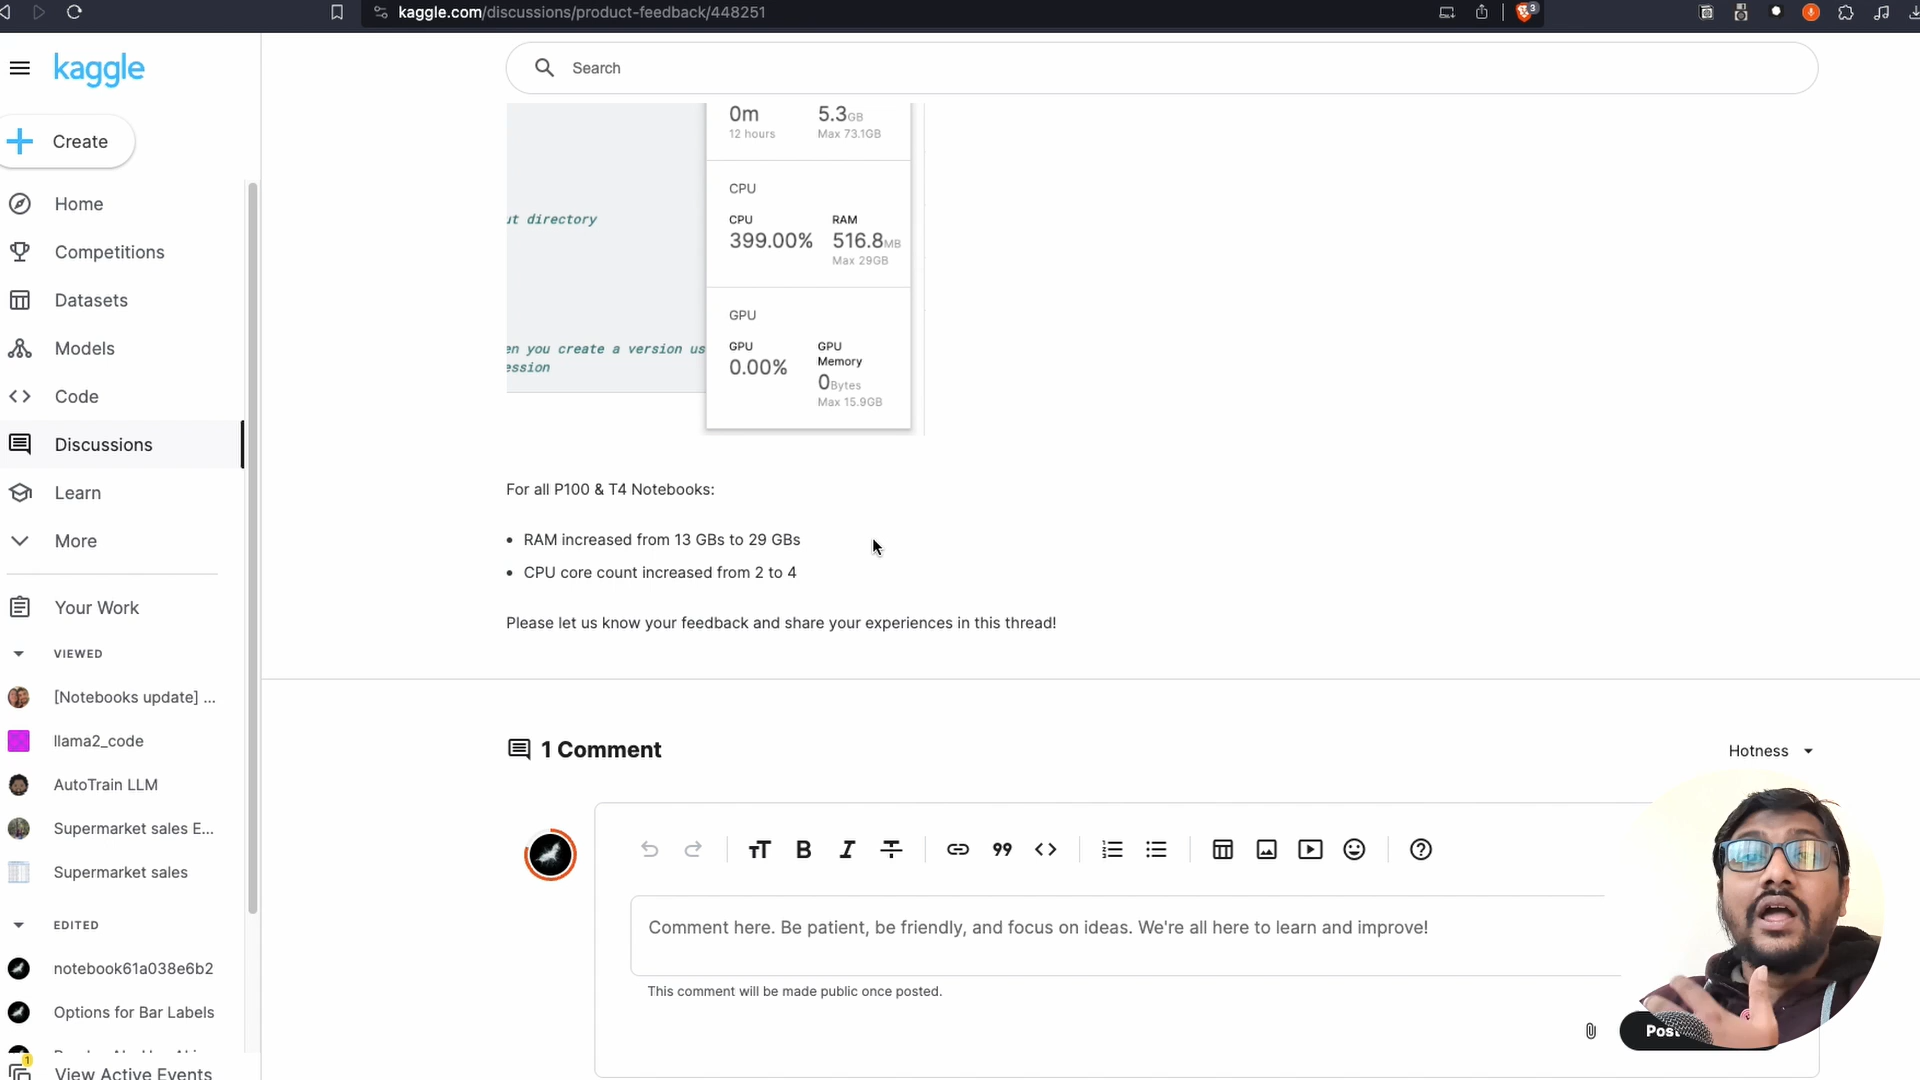 kaggle.com/discussions/product-feedback/448251
3
kaggle
Search
Create
Home
Competitions
Datasets
Models
Code
Discussions
Learn
More
Your Work
VIEWED
[Notebooks update] ...
llama2_code
AutoTrain LLM
Supermarket sales E...
Supermarket sales
EDITED
notebook61a038e6b2
Options for Bar Labels
1
View Active Events
0m
12 hours
5.3GB
Max 73.1GB
ut directory
CPU
CPU
399.00%
RAM
516.8MB
Max 29GB
en you create a version us
ession
GPU
GPU
0.00%
GPU
Memory
0Bytes
Max 15.9GB
For all P100 & T4 Notebooks:
• RAM increased from 13 GBs to 29 GBs
• CPU core count increased from 2 to 4
Please let us know your feedback and share your experiences in this thread!
1 Comment
Hotness
Comment here. Be patient, be friendly, and focus on ideas. We're all here to learn and improve!
This comment will be made public once posted.
Pos